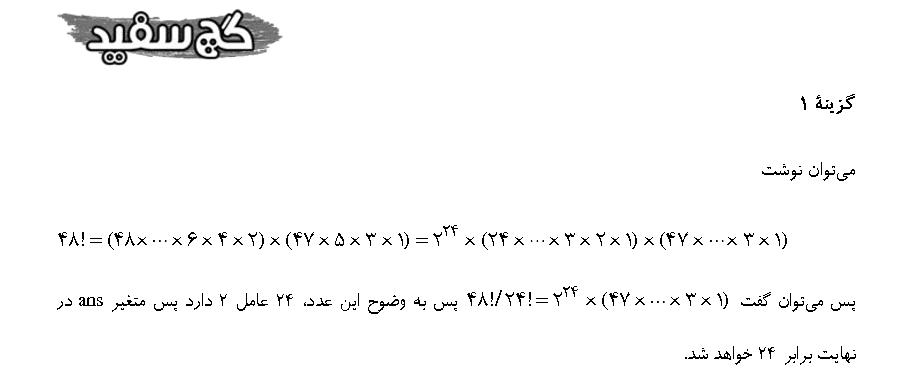 گچ سفید
گزینهٔ ۱
می‌توان نوشت
۴۸! = (۴۸ × ⋯ × ۶ × ۴ × ۲) × (۴۷ × ۵ × ۳ × ۱) = ۲^۲۴ × (۲۴ × ⋯ × ۳ × ۲ × ۱) × (۴۷ × ⋯ × ۳ × ۱)
پس می‌توان گفت ۴۸!/۲۴! = ۲^۲۴ × (۴۷ × ⋯ × ۳ × ۱) پس به وضوح این عدد، ۲۴ عامل ۲ دارد پس متغیر ans در
نهایت برابر ۲۴ خواهد شد.